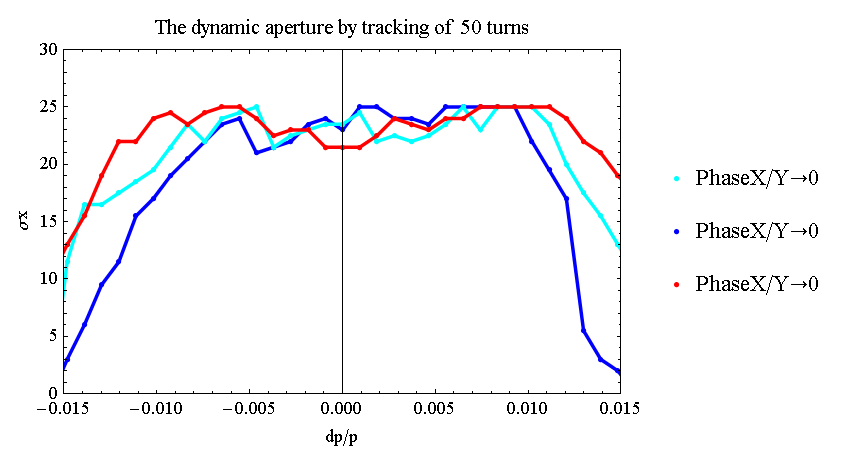 The dynamic aperture by tracking of 50 turns
30
25
20
15
10
5
0
σx
−0.015 −0.010 −0.005 0.000 0.005 0.010 0.015
dp/p
PhaseX/Y→0
PhaseX/Y→0
PhaseX/Y→0